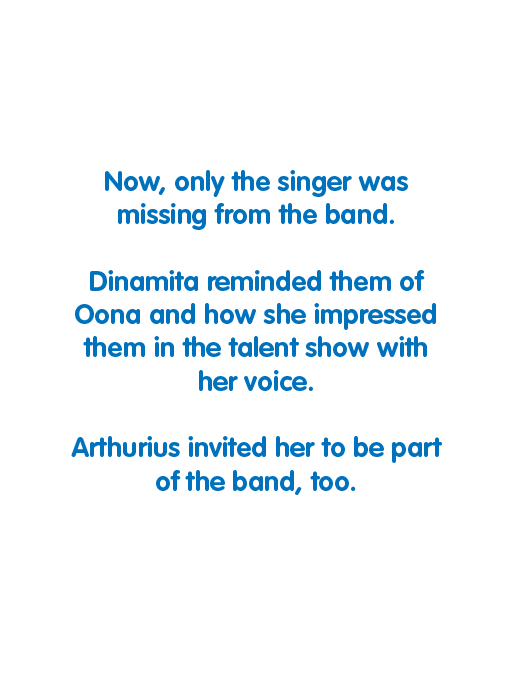 Now, only the singer was
missing from the band.
Dinamita reminded them of
Oona and how she impressed
them in the talent show with
her voice.
Arthurius invited her to be part
of the band, too.